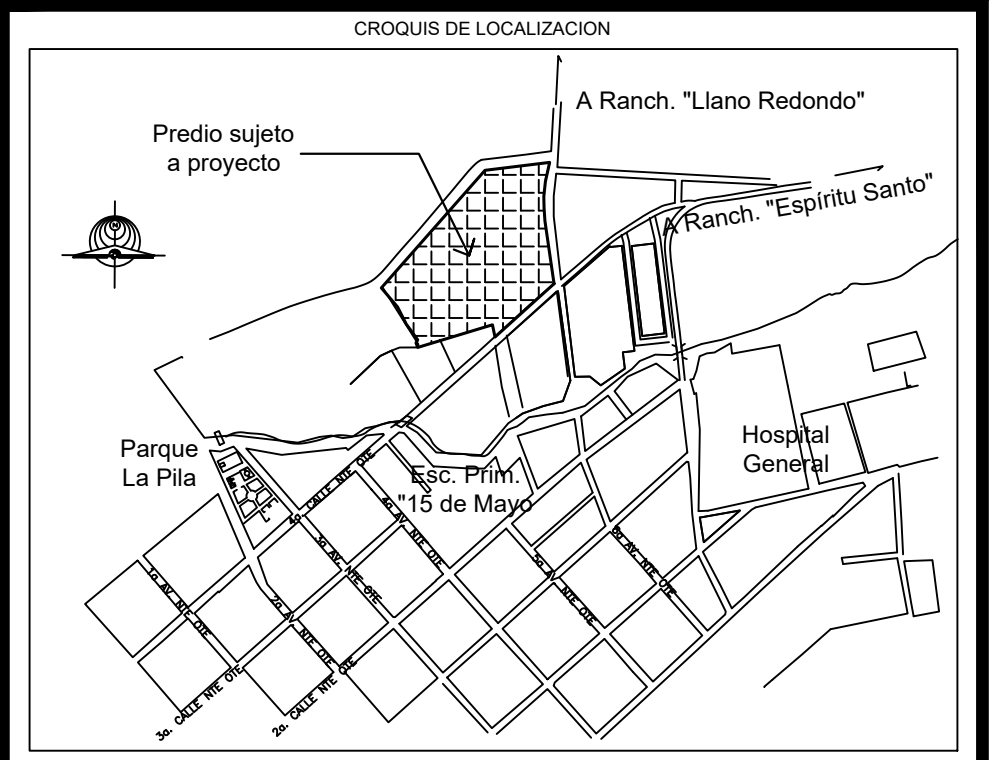 CROQUIS DE LOCALIZACION
A Ranch. "Llano Redondo"
Predio sujeto
a proyecto
A Ranch. "Espíritu Santo"
N
Parque
La Pila
Hospital
General
Esc. Prim.
"15 de Mayo
4a. CALLE NTE OTE
4a. AV. NTE OTE
3a. AV. NTE OTE
5a. AV. NTE OTE
6a AV. NTE OTE
1a. AV. NTE OTE
2a. AV. NTE OTE
3a. CALLE NTE OTE
2a. CALLE NTE OTE